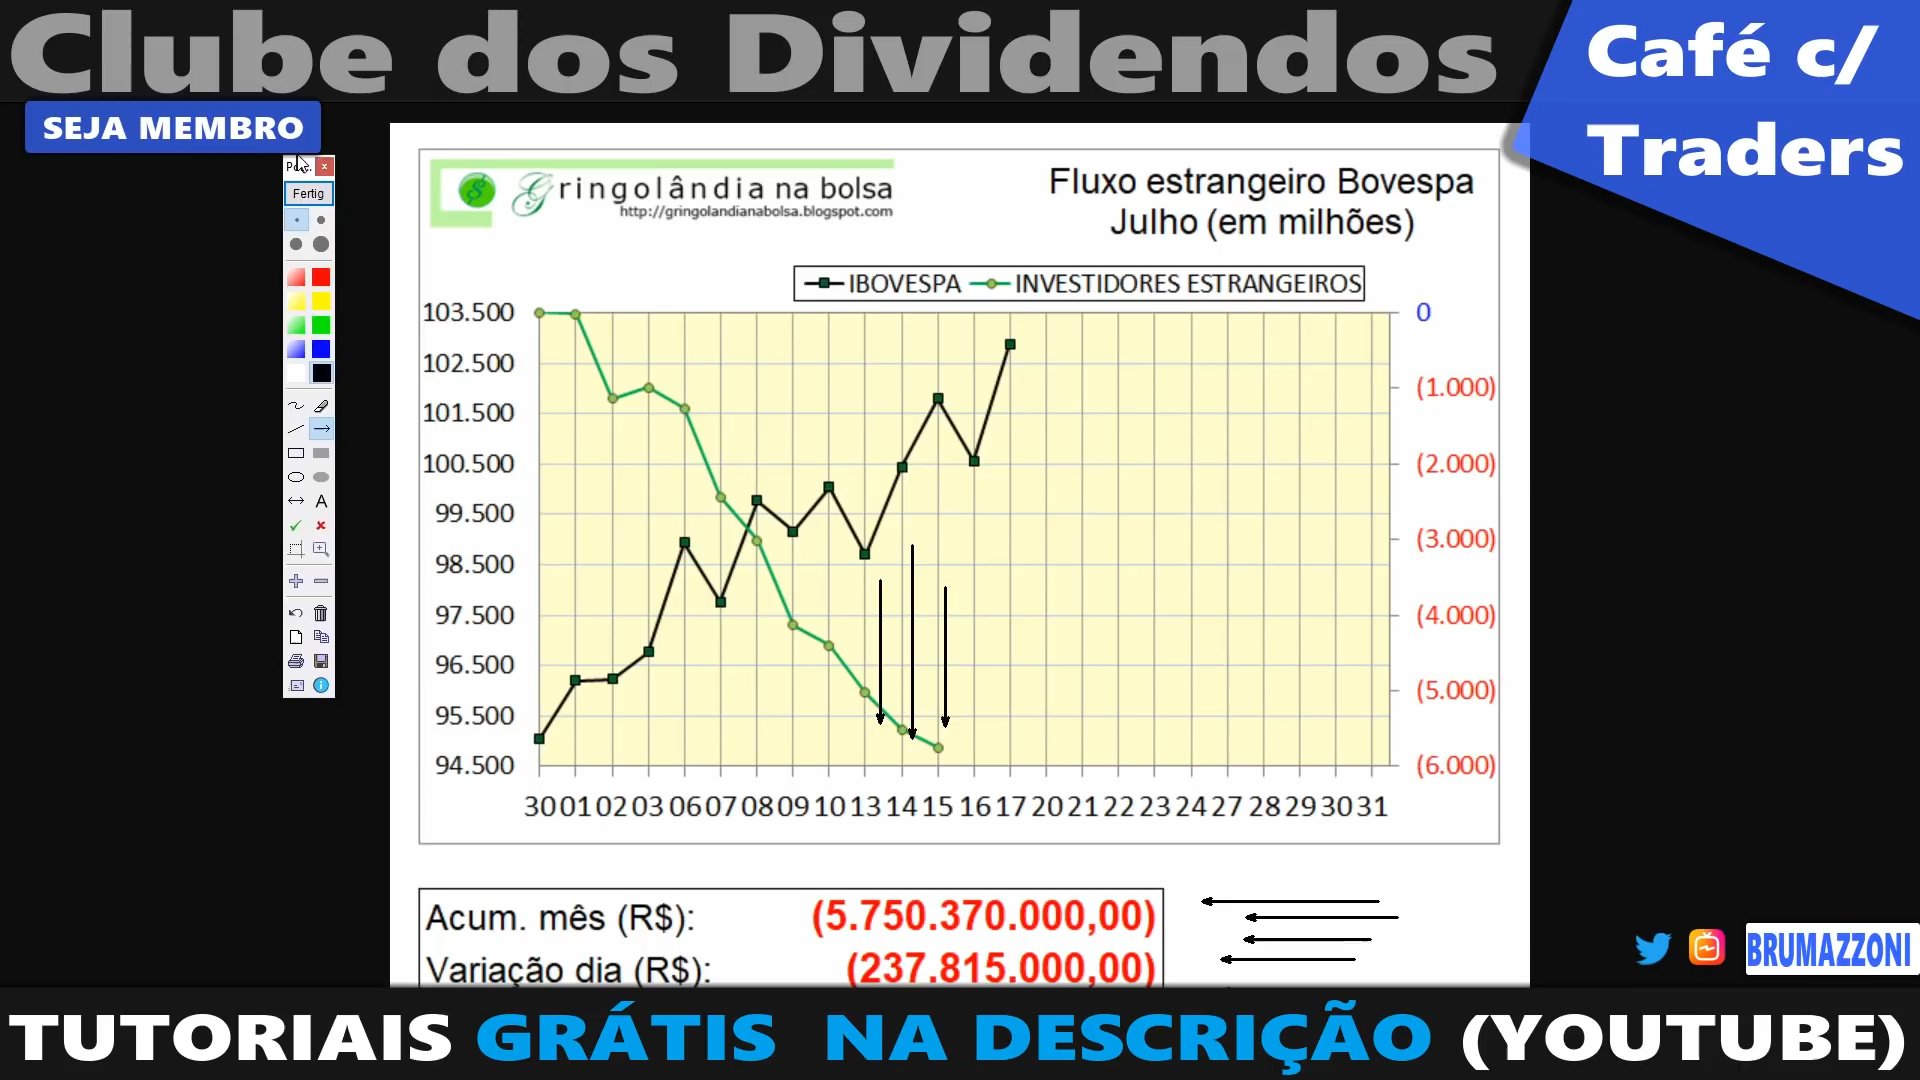 Clube dos Dividendos
Café c/
Traders
SEJA MEMBRO
Fertig
A
Gringolândia na bolsa
http://gringolandianabolsa.blogspot.com
Fluxo estrangeiro Bovespa
Julho (em milhões)
IBOVESPA INVESTIDORES ESTRANGEIROS
103.500
102.500
101.500
100.500
99.500
98.500
97.500
96.500
95.500
94.500
0
(1.000)
(2.000)
(3.000)
(4.000)
(5.000)
(6.000)
30 01 02 03 06 07 08 09 10 13 14 15 16 17 20 21 22 23 24 27 28 29 30 31
Acum. mês (R$): (5.750.370.000,00)
Variação dia (R$): (237.815.000,00)
BRUMAZZONI
TUTORIAIS GRÁTIS NA DESCRIÇÃO (YOUTUBE)